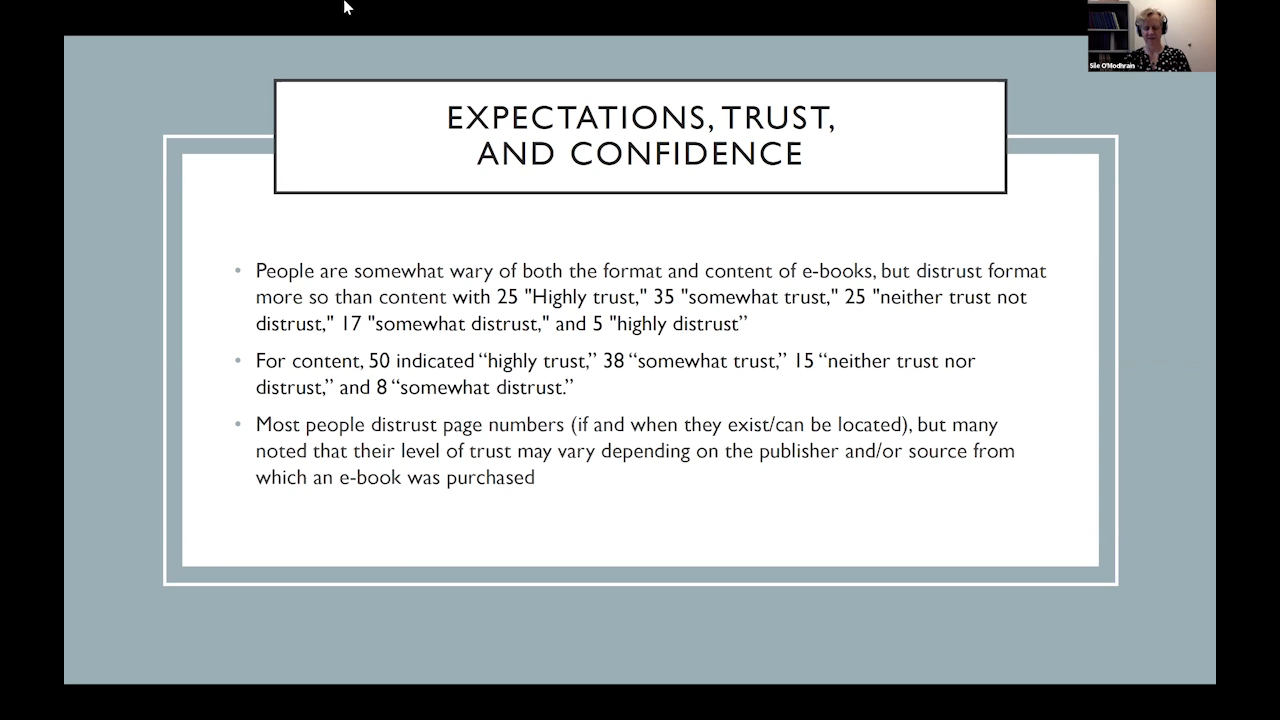 Sile O'Modhrain
EXPECTATIONS, TRUST,
AND CONFIDENCE
• People are somewhat wary of both the format and content of e-books, but distrust format
more so than content with 25 "Highly trust," 35 "somewhat trust," 25 "neither trust not
distrust," 17 "somewhat distrust," and 5 "highly distrust”
• For content, 50 indicated “highly trust,” 38 “somewhat trust,” 15 “neither trust nor
distrust,” and 8 “somewhat distrust.”
• Most people distrust page numbers (if and when they exist/can be located), but many
noted that their level of trust may vary depending on the publisher and/or source from
which an e-book was purchased